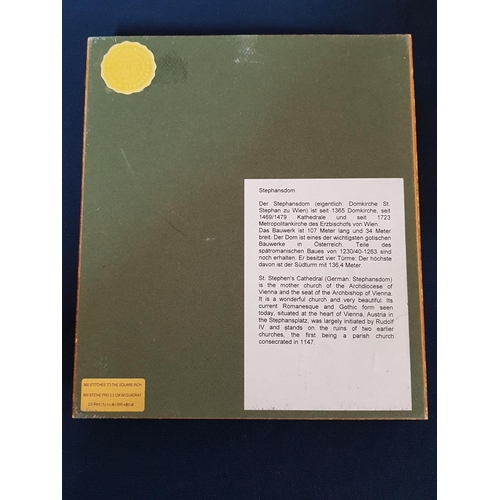 Stephansdom
Der Stephansdom (eigentlich: Domkirche St.
Stephan zu Wien) ist seit 1365 Domkirche, seit
1469/1479 Kathedrale und seit 1723
Metropolitankirche des Erzbischofs von Wien.
Das Bauwerk ist 107 Meter lang und 34 Meter
breit. Der Dom ist eines der wichtigsten gotischen
Bauwerke in Österreich. Teile des
spätromanischen Baues von 1230/40-1263 sind
noch erhalten. Er besitzt vier Türme: Der höchste
davon ist der Südturm mit 136,4 Meter.
St. Stephen's Cathedral (German: Stephansdom)
is the mother church of the Archdiocese of
Vienna and the seat of the Archbishop of Vienna.
It is a wonderful church and very beautiful. Its
current Romanesque and Gothic form seen
today, situated at the heart of Vienna, Austria in
the Stephansplatz, was largely initiated by Rudolf
IV and stands on the ruins of two earlier
churches, the first being a parish church
consecrated in 1147.
STITCHES TO THE SQUARE INCH